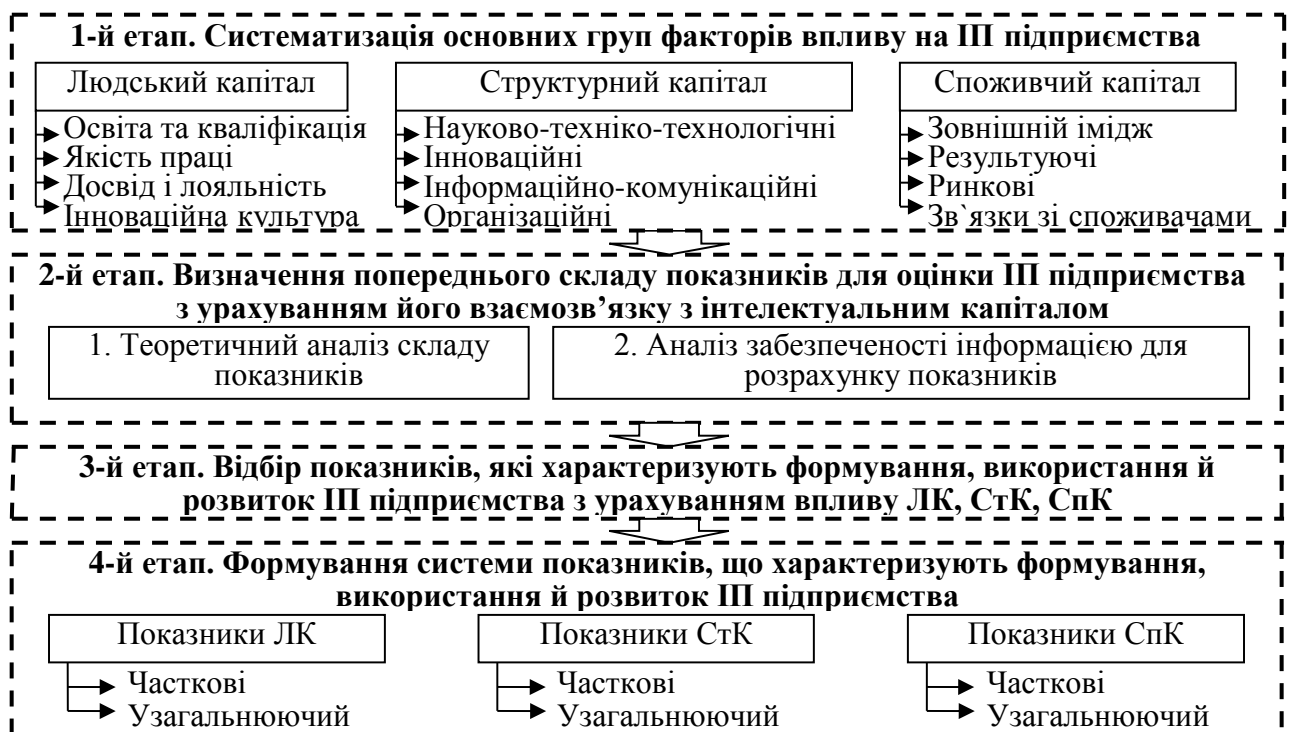 1-й етап. Систематизація основних груп факторів впливу на ІП підприємства
Людський капітал
Освіта та кваліфікація
Якість праці
Досвід і лояльність
Інноваційна культура
Структурний капітал
Науково-техніко-технологічні
Інноваційні
Інформаційно-комунікаційні
Організаційні
Споживчий капітал
Зовнішній імідж
Результуючі
Ринкові
Зв`язки зі споживачами
2-й етап. Визначення попереднього складу показників для оцінки ІП підприємства
з урахуванням його взаємозв’язку з інтелектуальним капіталом
1. Теоретичний аналіз складу
показників
2. Аналіз забезпеченості інформацією для
розрахунку показників
3-й етап. Відбір показників, які характеризують формування, використання й
розвиток ІП підприємства з урахуванням впливу ЛК, СтК, СпК
4-й етап. Формування системи показників, що характеризують формування,
використання й розвиток ІП підприємства
Показники ЛК
Часткові
Узагальнюючий
Показники СтК
Часткові
Узагальнюючий
Показники СпК
Часткові
Узагальнюючий